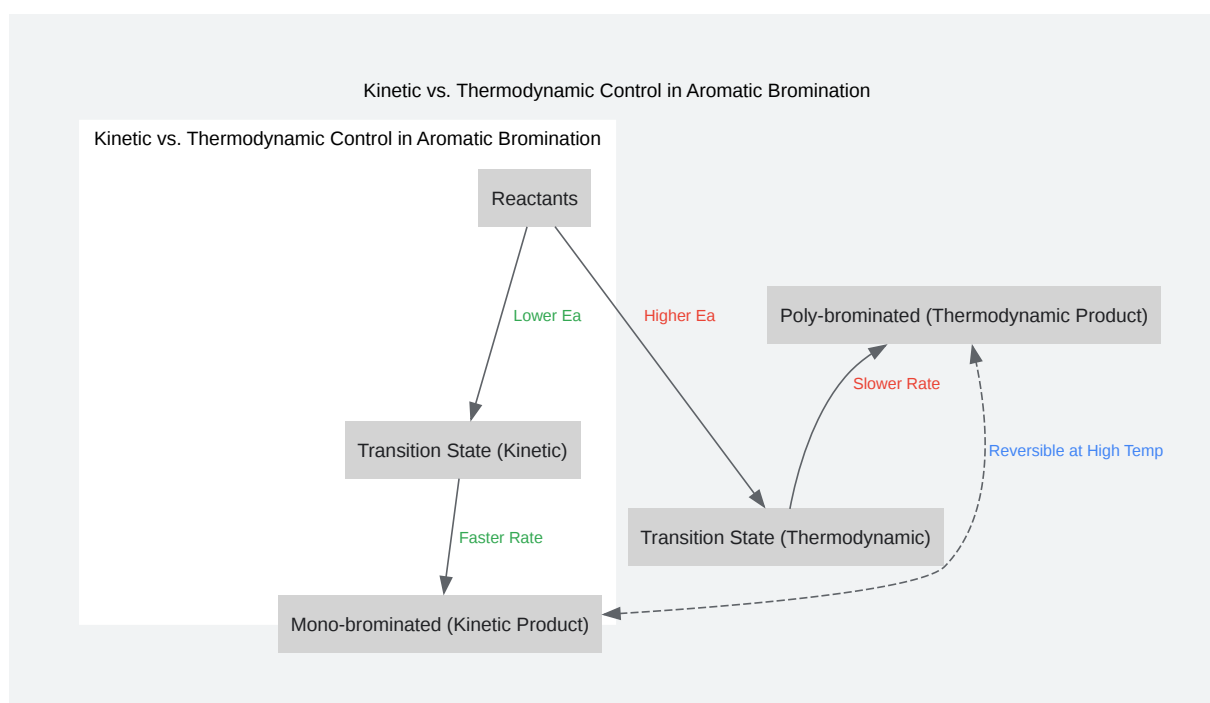 Kinetic vs. Thermodynamic Control in Aromatic Bromination
Kinetic vs. Thermodynamic Control in Aromatic Bromination
Reactants
Lower Ea
Higher Ea
Poly-brominated (Thermodynamic Product)
Slower Rate
Transition State (Kinetic)
Reversible at High Temp
Faster Rate
Transition State (Thermodynamic)
Mono-brominated (Kinetic Product)